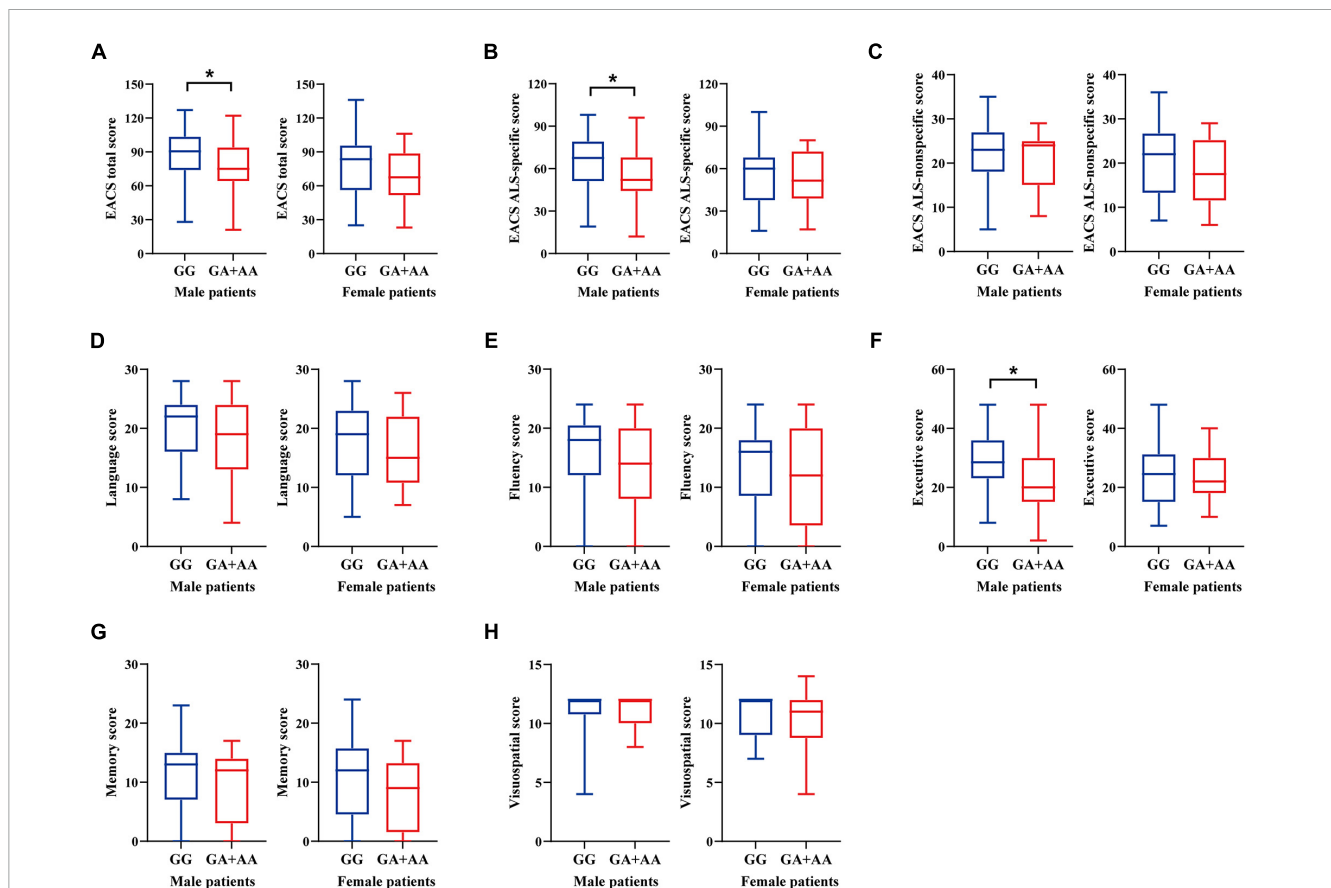 A
B
C
EACS total score
150
120
90
60
30
0
*
GG GA+AA
Male patients
EACS total score
150
120
90
60
30
0
GG GA+AA
Female patients
EACS ALS-specific score
120
90
60
30
0
*
GG GA+AA
Male patients
EACS ALS-specific score
120
90
60
30
0
GG GA+AA
Female patients
EACS ALS-nonspecific score
40
30
20
10
0
GG GA+AA
Male patients
EACS ALS-nonspecific score
40
30
20
10
0
GG GA+AA
Female patients
D
E
F
Language score
30
20
10
0
GG GA+AA
Male patients
Language score
30
20
10
0
GG GA+AA
Female patients
Fluency score
30
20
10
0
GG GA+AA
Male patients
Fluency score
30
20
10
0
GG GA+AA
Female patients
Executive score
60
40
20
0
*
GG GA+AA
Male patients
Executive score
60
40
20
0
GG GA+AA
Female patients
G
H
Memory score
30
20
10
0
GG GA+AA
Male patients
Memory score
30
20
10
0
GG GA+AA
Female patients
Visuospatial score
15
10
5
0
GG GA+AA
Male patients
Visuospatial score
15
10
5
0
GG GA+AA
Female patients